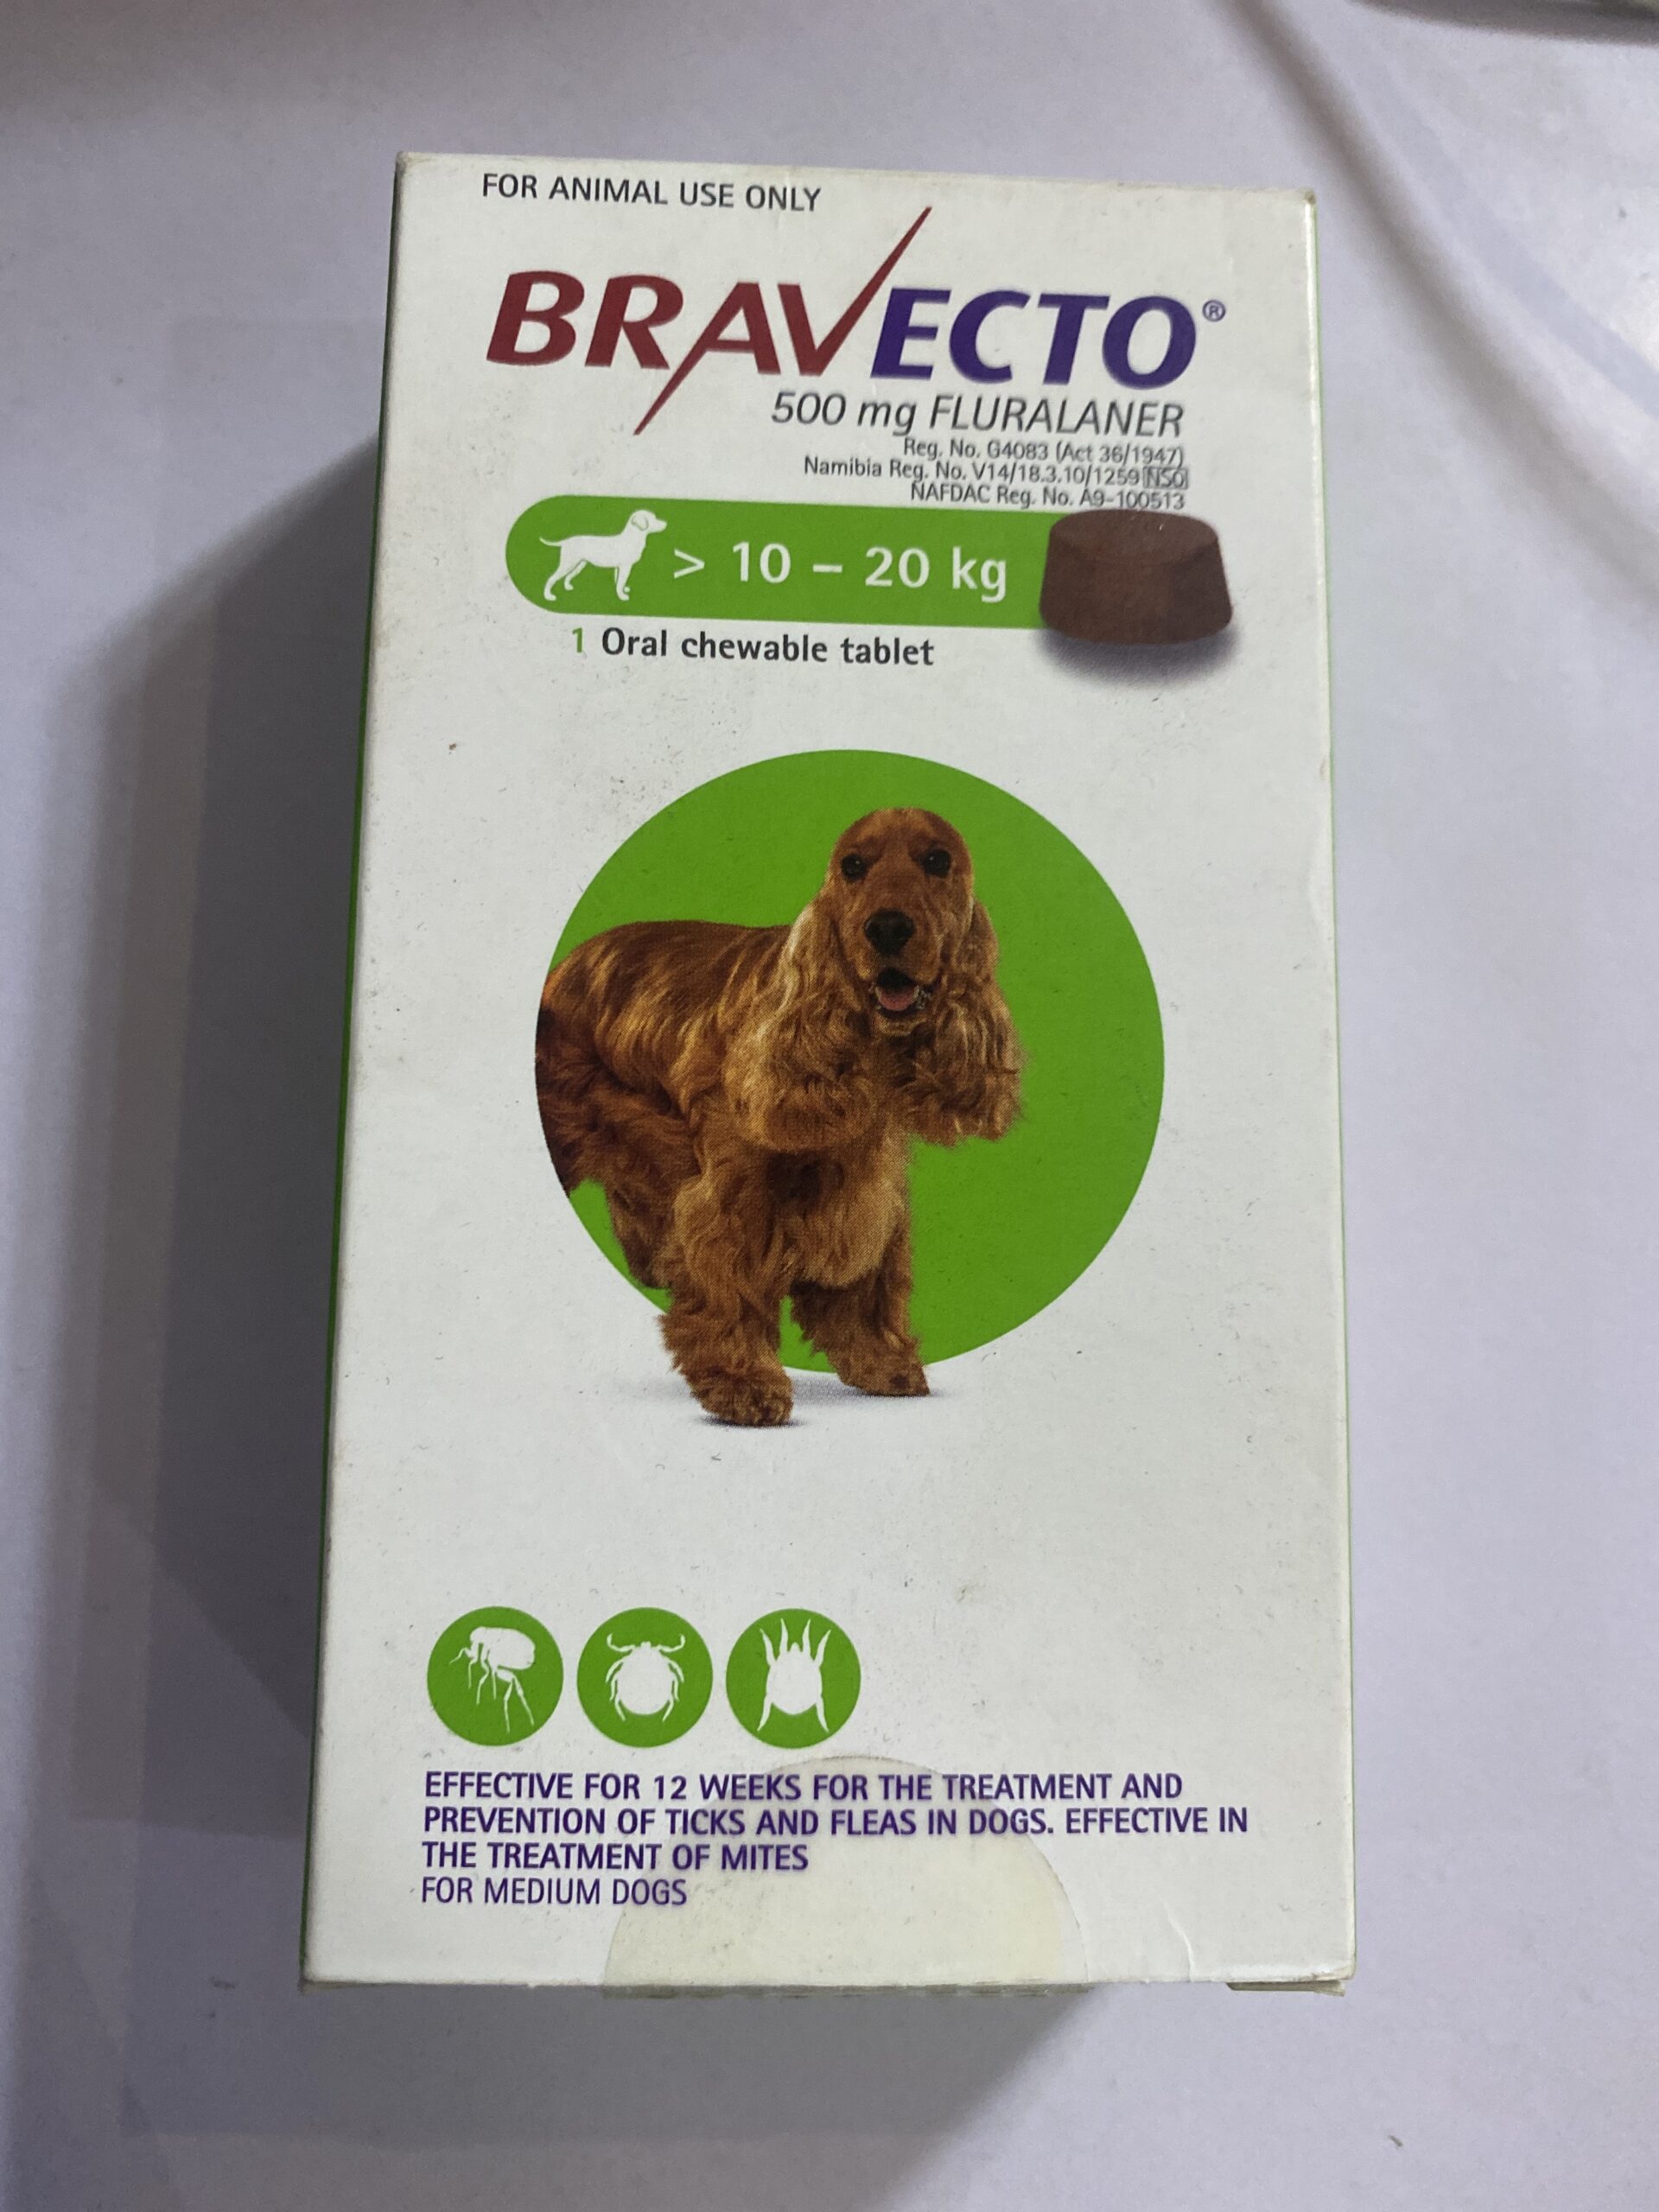 FOR ANIMAL USE ONLY
BRAVECTO®
500 mg FLURALANER
Reg. No. G4083 (Act 36/1947)
Namibia Reg. No. V14/18.3.10/1259 NS0
NAFDAC Reg. No. A9-100513
> 10 – 20 kg
1 Oral chewable tablet
EFFECTIVE FOR 12 WEEKS FOR THE TREATMENT AND
PREVENTION OF TICKS AND FLEAS IN DOGS. EFFECTIVE IN
THE TREATMENT OF MITES
FOR MEDIUM DOGS